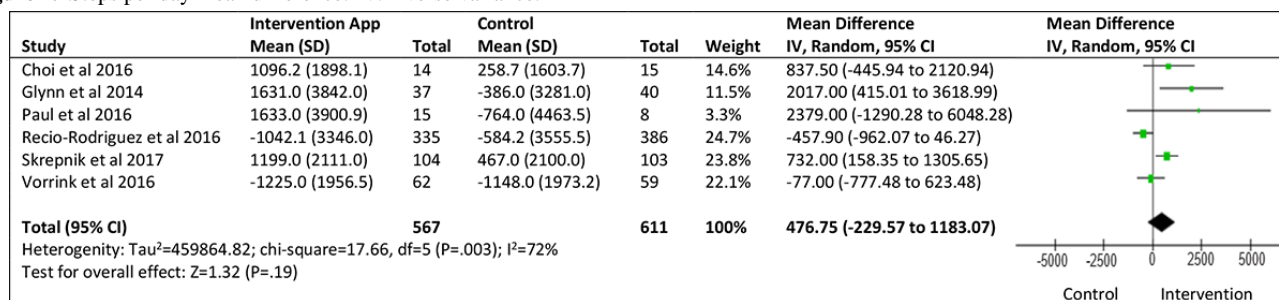 Intervention App Control Mean Difference Mean Difference
Study Mean (SD) Total Mean (SD) Total Weight IV, Random, 95% CI IV, Random, 95% CI
Choi et al 2016 1096.2 (1898.1) 14 258.7 (1603.7) 15 14.6% 837.50 (-445.94 to 2120.94)
Glynn et al 2014 1631.0 (3842.0) 37 -386.0 (3281.0) 40 11.5% 2017.00 (415.01 to 3618.99)
Paul et al 2016 1633.0 (3900.9) 15 -764.0 (4463.5) 8 3.3% 2379.00 (-1290.28 to 6048.28)
Recio-Rodriguez et al 2016 -1042.1 (3346.0) 335 -584.2 (3555.5) 386 24.7% -457.90 (-962.07 to 46.27)
Skrepnik et al 2017 1199.0 (2111.0) 104 467.0 (2100.0) 103 23.8% 732.00 (158.35 to 1305.65)
Vorrink et al 2016 -1225.0 (1956.5) 62 -1148.0 (1973.2) 59 22.1% -77.00 (-777.48 to 623.48)
Total (95% CI) 567 611 100% 476.75 (-229.57 to 1183.07)
Heterogenity: Tau²=459864.82; chi-square=17.66, df=5 (P=.003); I²=72%
Test for overall effect: Z=1.32 (P=.19)
-5000 -2500 0 2500 5000
Control Intervention